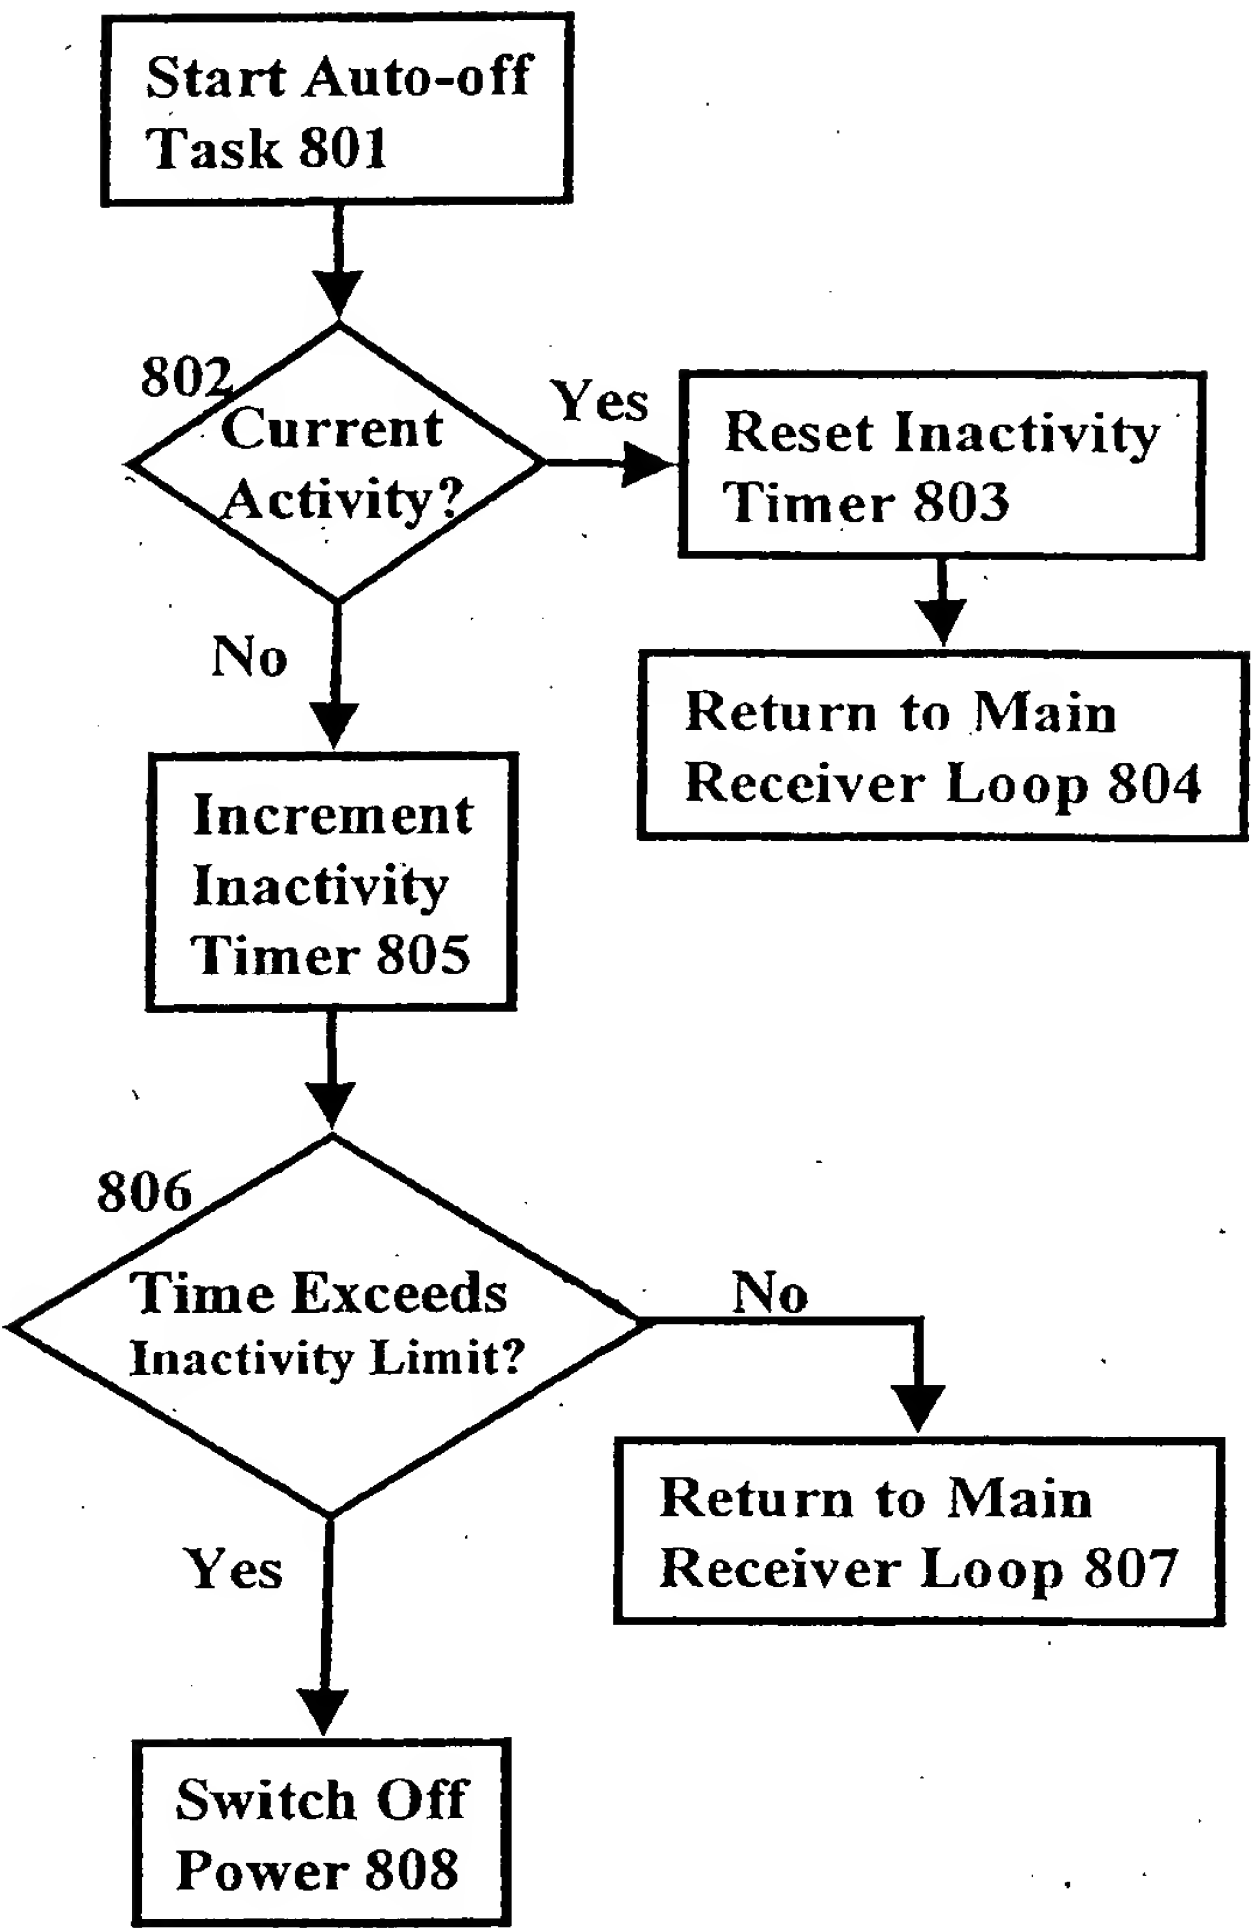 Start Auto-off
Task 801
802
Current
Activity?
Yes
Reset Inactivity
Timer 803
Return to Main
Receiver Loop 804
No
Increment
Inactivity
Timer 805
806
Time Exceeds
Inactivity Limit?
No
Return to Main
Receiver Loop 807
Yes
Switch Off
Power 808